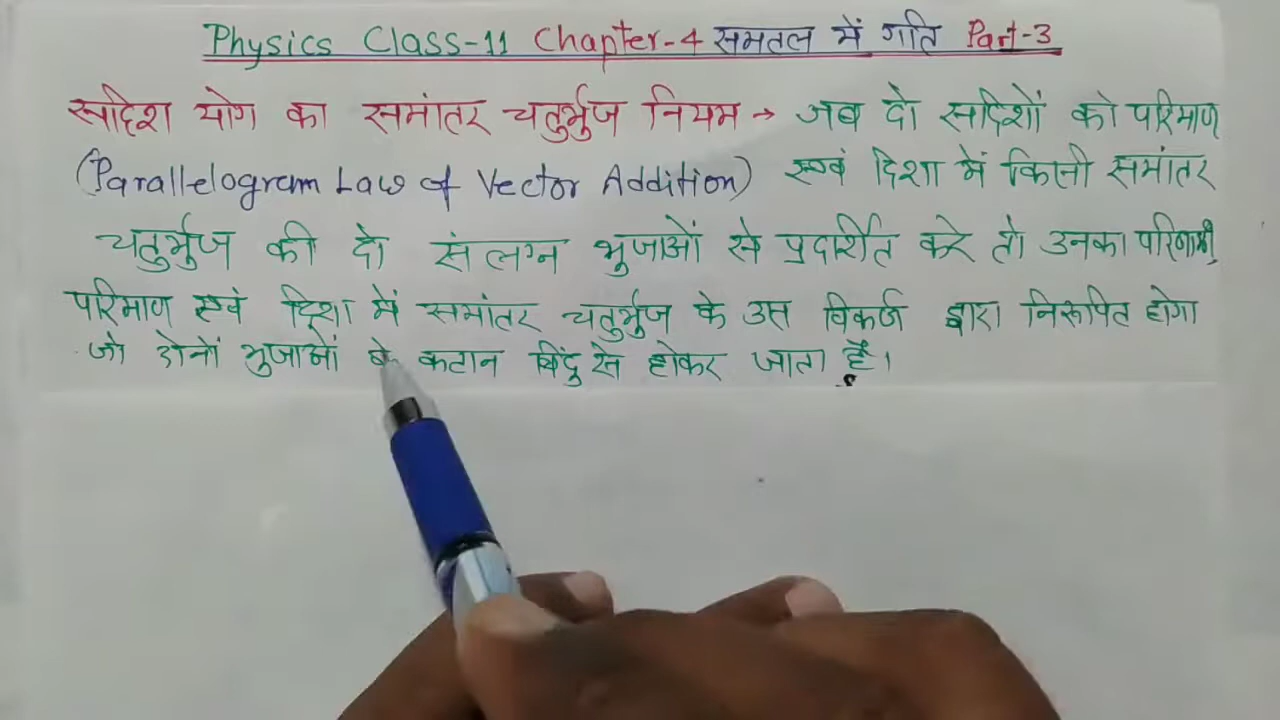 Physics Class-11 Chapter-4 समतल में गति Part-3
सदिश योग का समांतर चतुर्भुज नियम → जब दो सदिशों को परिमाण
(Parallelogram Law of Vector Addition) एवं दिशा में किसी समांतर
चतुर्भुज की दो संलग्न भुजाओं से प्रदर्शित करे तो उनका परिणामी
परिमाण एवं दिशा में समांतर चतुर्भुज के उस विकर्ण द्वारा निरूपित होगा
जो दोनों भुजाओं के कटान बिंदु से होकर जाता है।